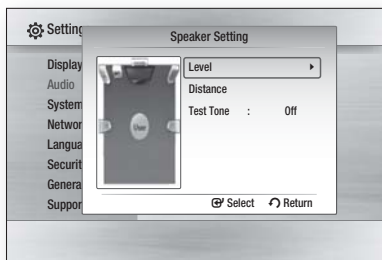 Setting
Speaker Setting
Display
Audio
System
Networ
Langua
Securit
Genera
Suppor
Level
Distance
Test Tone : Off
User
Select Return